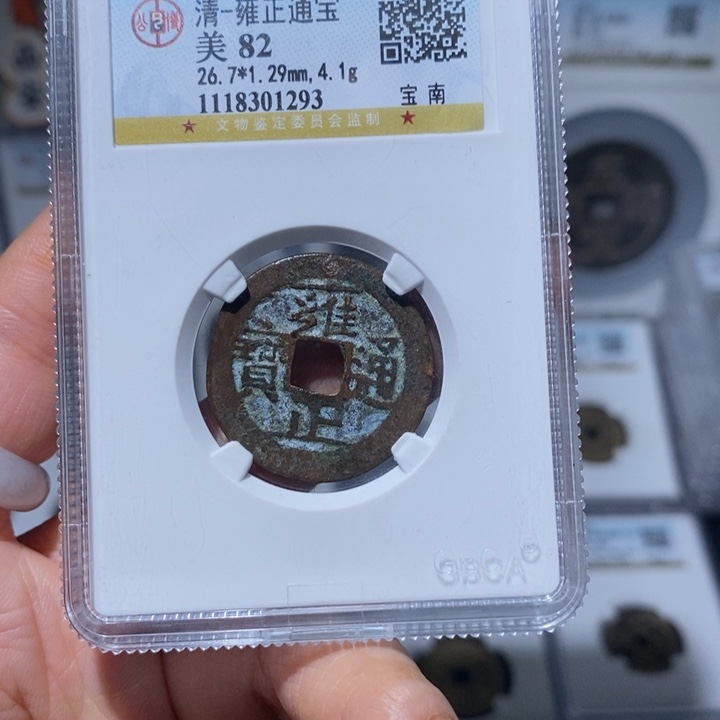 清-雍正通宝
美 82
26.7*1.29mm,4.1g
1118301293 宝 南
★ 文物鉴定委员会监制 ★
雍
寶 通
正
GBCA